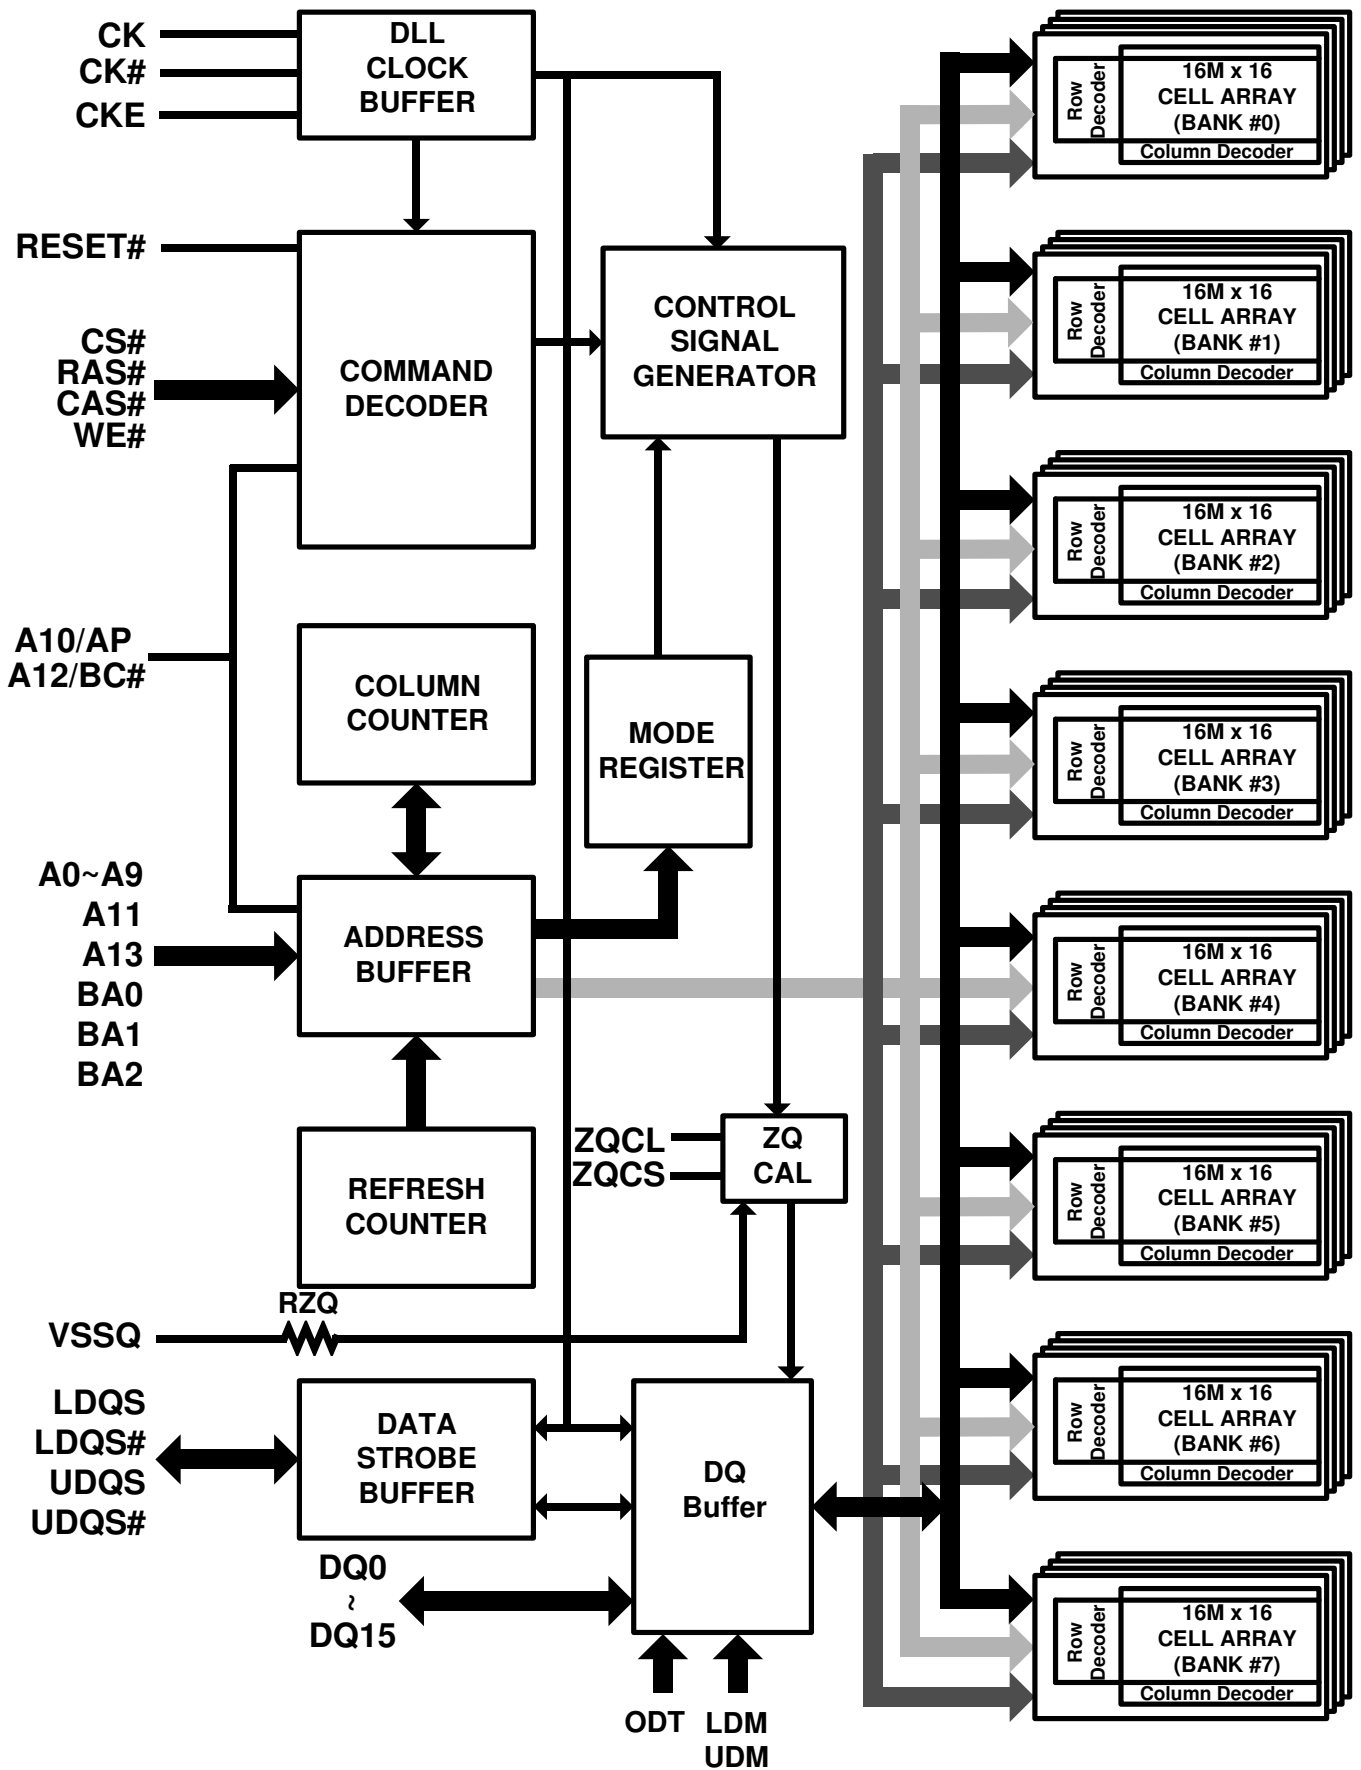 CK
CK#
CKE
DLL
CLOCK
BUFFER
RESET#
CS#
RAS#
CAS#
WE#
COMMAND
DECODER
CONTROL
SIGNAL
GENERATOR
A10/AP
A12/BC#
COLUMN
COUNTER
MODE
REGISTER
A0~A9
A11
A13
BA0
BA1
BA2
ADDRESS
BUFFER
REFRESH
COUNTER
ZQCL
ZQCS
ZQ
CAL
RZQ
VSSQ
LDQS
LDQS#
UDQS
UDQS#
DATA
STROBE
BUFFER
DQ
Buffer
DQ0
~
DQ15
ODT
LDM
UDM
Row
Decoder
16M x 16
CELL ARRAY
(BANK #0)
Column Decoder
Row
Decoder
16M x 16
CELL ARRAY
(BANK #1)
Column Decoder
Row
Decoder
16M x 16
CELL ARRAY
(BANK #2)
Column Decoder
Row
Decoder
16M x 16
CELL ARRAY
(BANK #3)
Column Decoder
Row
Decoder
16M x 16
CELL ARRAY
(BANK #4)
Column Decoder
Row
Decoder
16M x 16
CELL ARRAY
(BANK #5)
Column Decoder
Row
Decoder
16M x 16
CELL ARRAY
(BANK #6)
Column Decoder
Row
Decoder
16M x 16
CELL ARRAY
(BANK #7)
Column Decoder